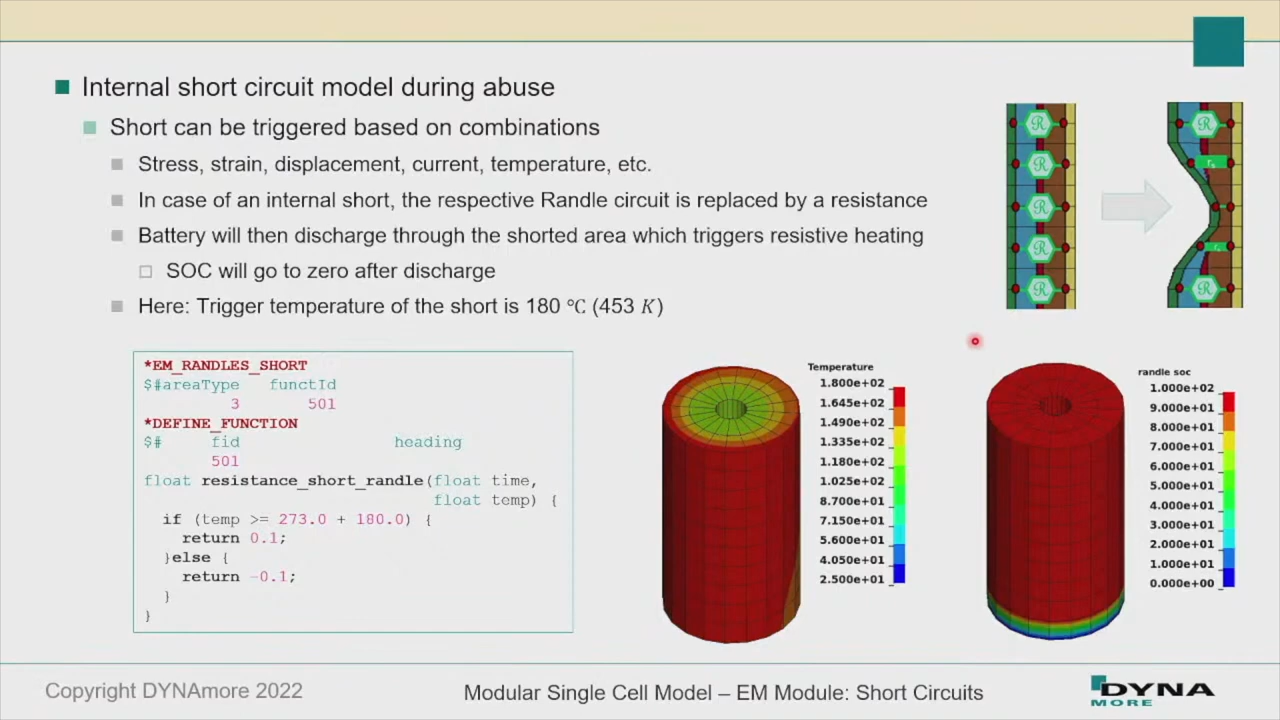 Internal short circuit model during abuse
Short can be triggered based on combinations
Stress, strain, displacement, current, temperature, etc.
In case of an internal short, the respective Randle circuit is replaced by a resistance
Battery will then discharge through the shorted area which triggers resistive heating
SOC will go to zero after discharge
Here: Trigger temperature of the short is 180 ℃ (453 K)
ℛ ℛ
ℛ rs
ℛ
ℛ rs
ℛ ℛ
*EM_RANDLES_SHORT
$#areaType functId
3 501
*DEFINE_FUNCTION
$# fid heading
501
float resistance_short_randle(float time,
float temp) {
if (temp >= 273.0 + 180.0) {
return 0.1;
}else {
return -0.1;
}
}
Temperature
1.800e+02
1.645e+02
1.490e+02
1.335e+02
1.180e+02
1.025e+02
8.700e+01
7.150e+01
5.600e+01
4.050e+01
2.500e+01
randle soc
1.000e+02
9.000e+01
8.000e+01
7.000e+01
6.000e+01
5.000e+01
4.000e+01
3.000e+01
2.000e+01
1.000e+01
0.000e+00
Copyright DYNAmore 2022
Modular Single Cell Model – EM Module: Short Circuits
DYNA
MORE